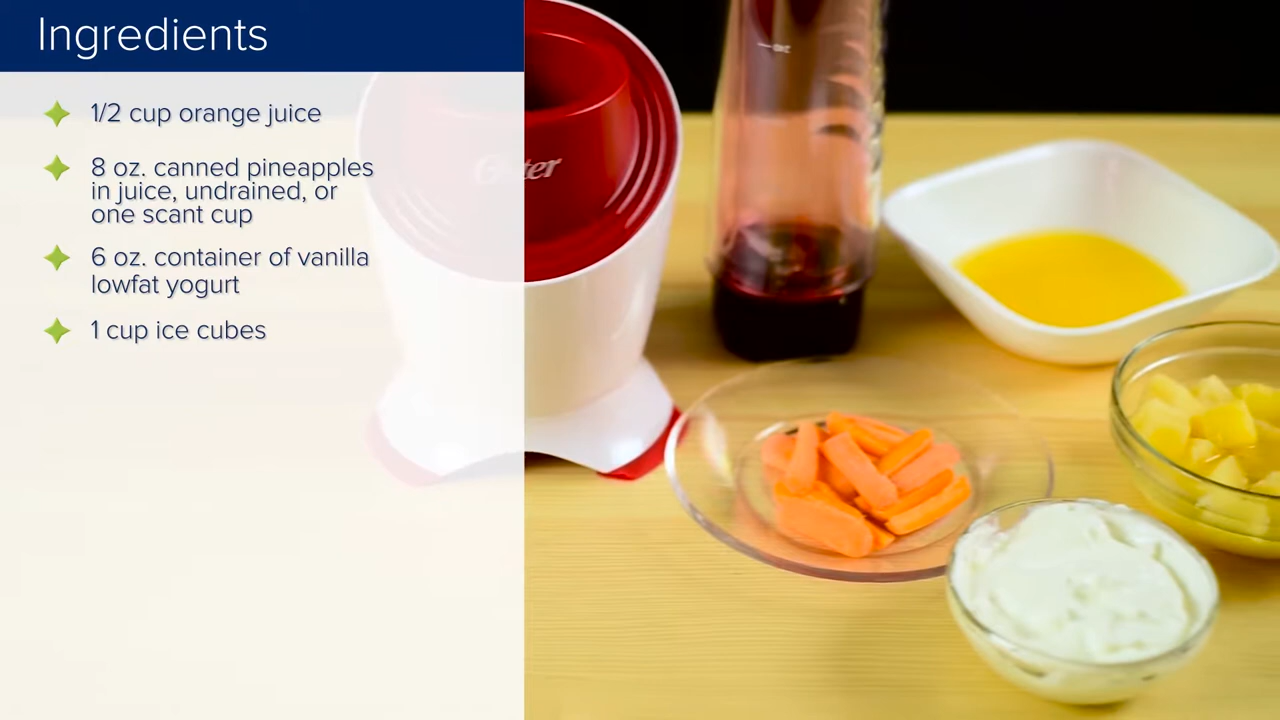 Ingredients
1/2 cup orange juice
8 oz. canned pineapples
in juice, undrained, or
one scant cup
6 oz. container of vanilla
lowfat yogurt
1 cup ice cubes
Oster